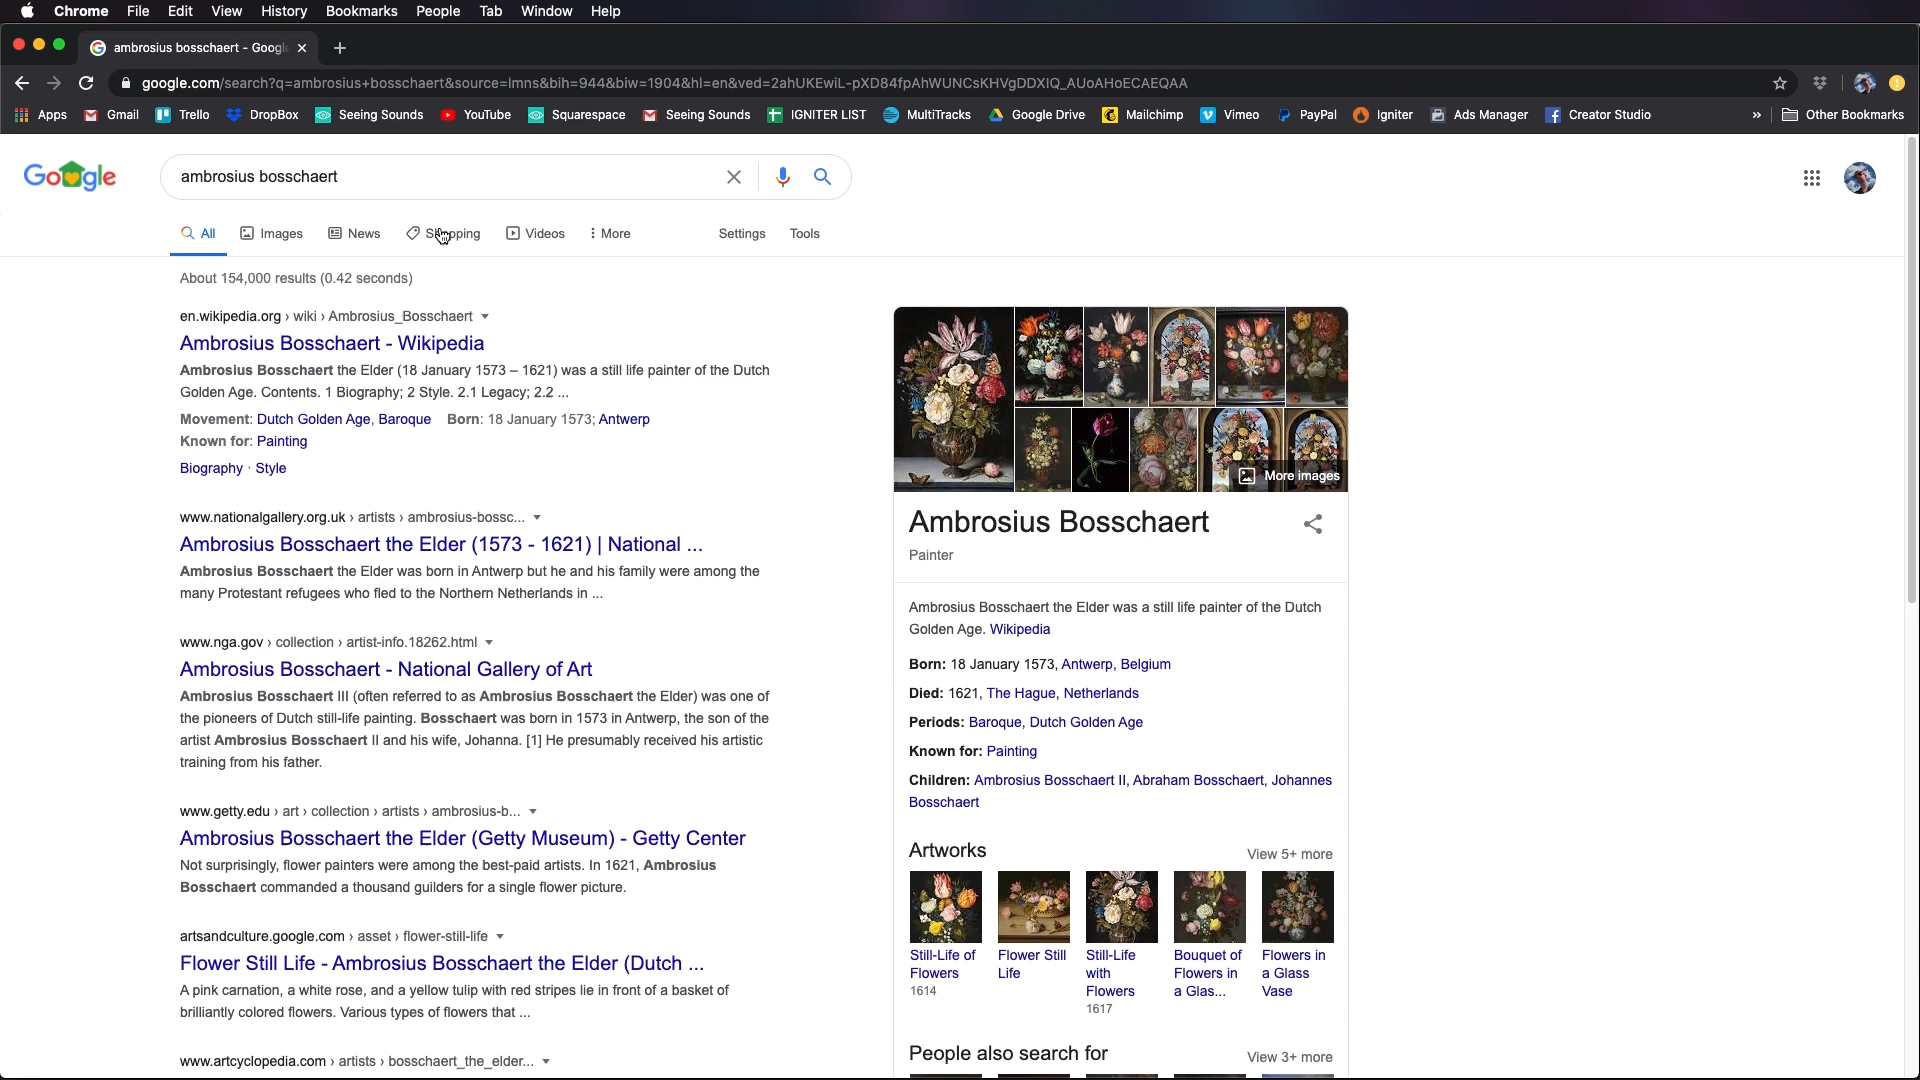 Chrome File Edit View History Bookmarks People Tab Window Help
ambrosius bosschaert - Googl
google.com/search?q=ambrosius+bosschaert&source=lmns&bih=944&biw=1904&hl=en&ved=2ahUKEwiL-pXD84fpAhWUNCsKHVgDDXIQ_AUoAHoECAEQAA
Apps Gmail Trello DropBox Seeing Sounds YouTube Squarespace Seeing Sounds IGNITER LIST MultiTracks Google Drive Mailchimp Vimeo PayPal Igniter Ads Manager Creator Studio » Other Bookmarks
Google
ambrosius bosschaert
All Images News Shopping Videos More Settings Tools
About 154,000 results (0.42 seconds)
en.wikipedia.org › wiki › Ambrosius_Bosschaert
Ambrosius Bosschaert - Wikipedia
Ambrosius Bosschaert the Elder (18 January 1573 – 1621) was a still life painter of the Dutch
Golden Age. Contents. 1 Biography; 2 Style. 2.1 Legacy; 2.2 ...
Movement: Dutch Golden Age, Baroque Born: 18 January 1573; Antwerp
Known for: Painting
Biography · Style
www.nationalgallery.org.uk › artists › ambrosius-bossc...
Ambrosius Bosschaert the Elder (1573 - 1621) | National ...
Ambrosius Bosschaert the Elder was born in Antwerp but he and his family were among the
many Protestant refugees who fled to the Northern Netherlands in ...
www.nga.gov › collection › artist-info.18262.html
Ambrosius Bosschaert - National Gallery of Art
Ambrosius Bosschaert III (often referred to as Ambrosius Bosschaert the Elder) was one of
the pioneers of Dutch still-life painting. Bosschaert was born in 1573 in Antwerp, the son of the
artist Ambrosius Bosschaert II and his wife, Johanna. [1] He presumably received his artistic
training from his father.
www.getty.edu › art › collection › artists › ambrosius-b...
Ambrosius Bosschaert the Elder (Getty Museum) - Getty Center
Not surprisingly, flower painters were among the best-paid artists. In 1621, Ambrosius
Bosschaert commanded a thousand guilders for a single flower picture.
artsandculture.google.com › asset › flower-still-life
Flower Still Life - Ambrosius Bosschaert the Elder (Dutch ...
A pink carnation, a white rose, and a yellow tulip with red stripes lie in front of a basket of
brilliantly colored flowers. Various types of flowers that ...
www.artcyclopedia.com › artists › bosschaert_the_elder...
More images
Ambrosius Bosschaert
Painter
Ambrosius Bosschaert the Elder was a still life painter of the Dutch
Golden Age. Wikipedia
Born: 18 January 1573, Antwerp, Belgium
Died: 1621, The Hague, Netherlands
Periods: Baroque, Dutch Golden Age
Known for: Painting
Children: Ambrosius Bosschaert II, Abraham Bosschaert, Johannes
Bosschaert
Artworks View 5+ more
Still-Life of Flower Still Still-Life Bouquet of Flowers in
Flowers Life with Flowers in a Glass
1614 Flowers a Glas... Vase
1617
People also search for View 3+ more